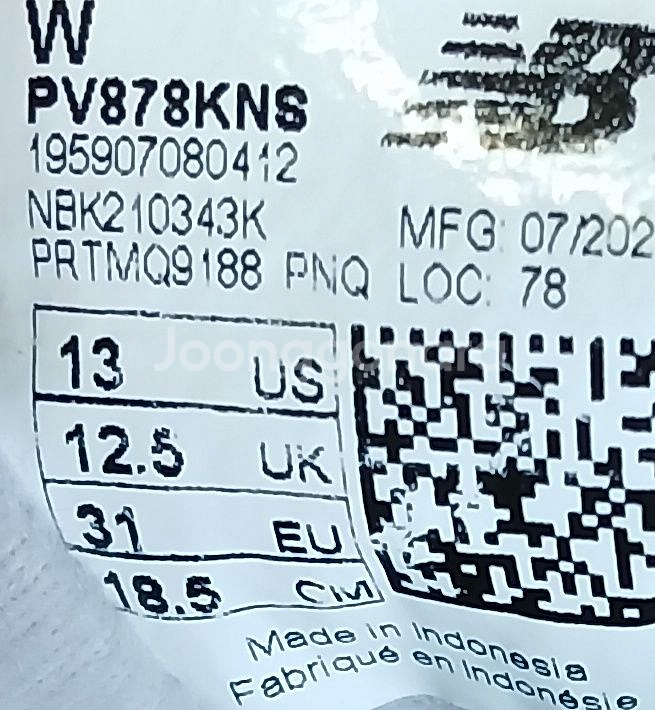 W
PV878KNS
195907080412
NBK210343K
MFG: 07/202
PRTMQ9188 PNQ
LOC: 78
13 US
12.5 UK
31 EU
18.5 CM
Made in Indonesia
Fabriqué en Indonésie